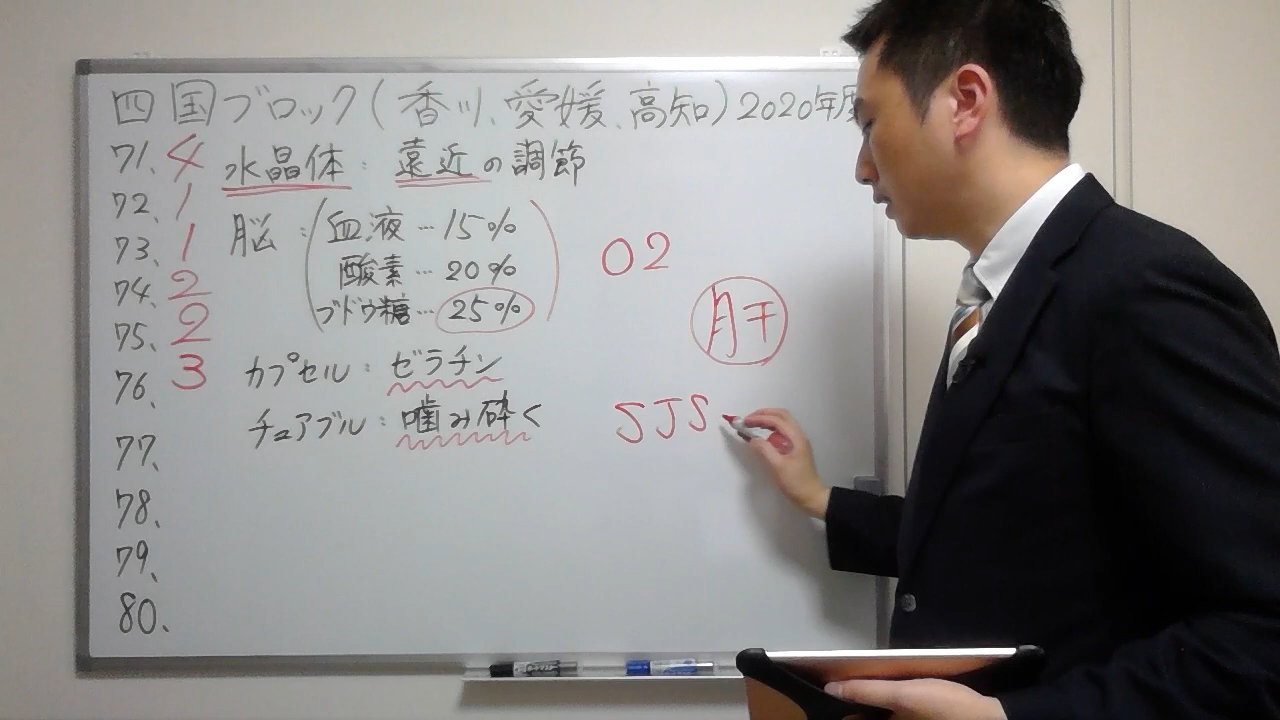 四国ブロック(香川、愛媛、高知)2020年度
71. 4 水晶体：遠近の調節
72. 1
73. 1 脳：(血液…15%
酸素…20%
ブドウ糖…25%)
74. 2
75. 2
76. 3 カプセル：ゼラチン
チュアブル：噛み砕く
77.
78.
79.
80.
O2
肝
SJS